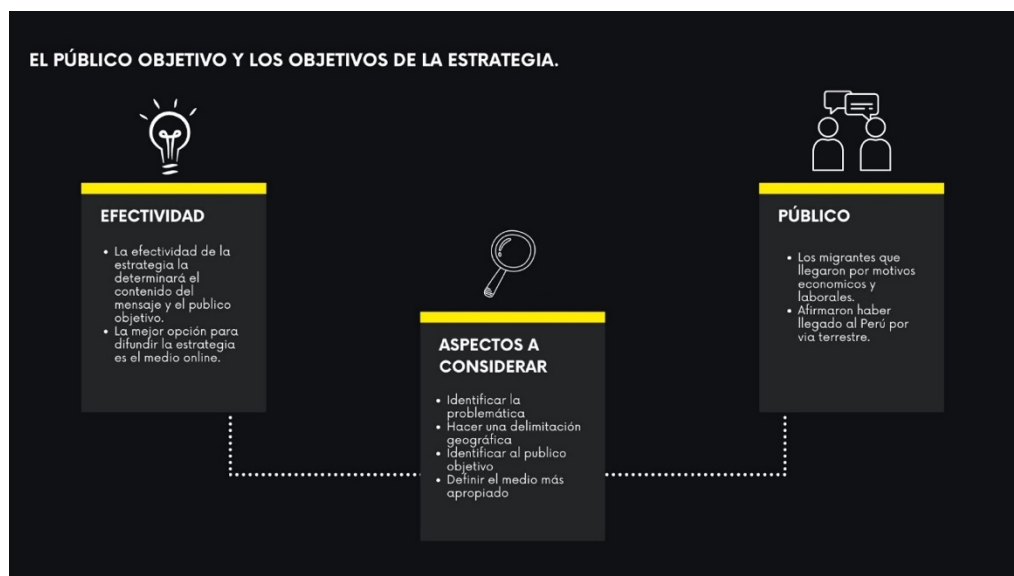 EL PÚBLICO OBJETIVO Y LOS OBJETIVOS DE LA ESTRATEGIA.
EFECTIVIDAD
• La efectividad de la
estrategia la
determinará el
contenido del
mensaje y el publico
objetivo.
• La mejor opción para
difundir la estrategia
es el medio online.
ASPECTOS A
CONSIDERAR
• Identificar la
problemática
• Hacer una delimitación
geográfica
• Identificar al publico
objetivo
• Definir el medio más
apropiado
PÚBLICO
• Los migrantes que
llegaron por motivos
economicos y
laborales.
• Afirmaron haber
llegado al Perú por
via terrestre.